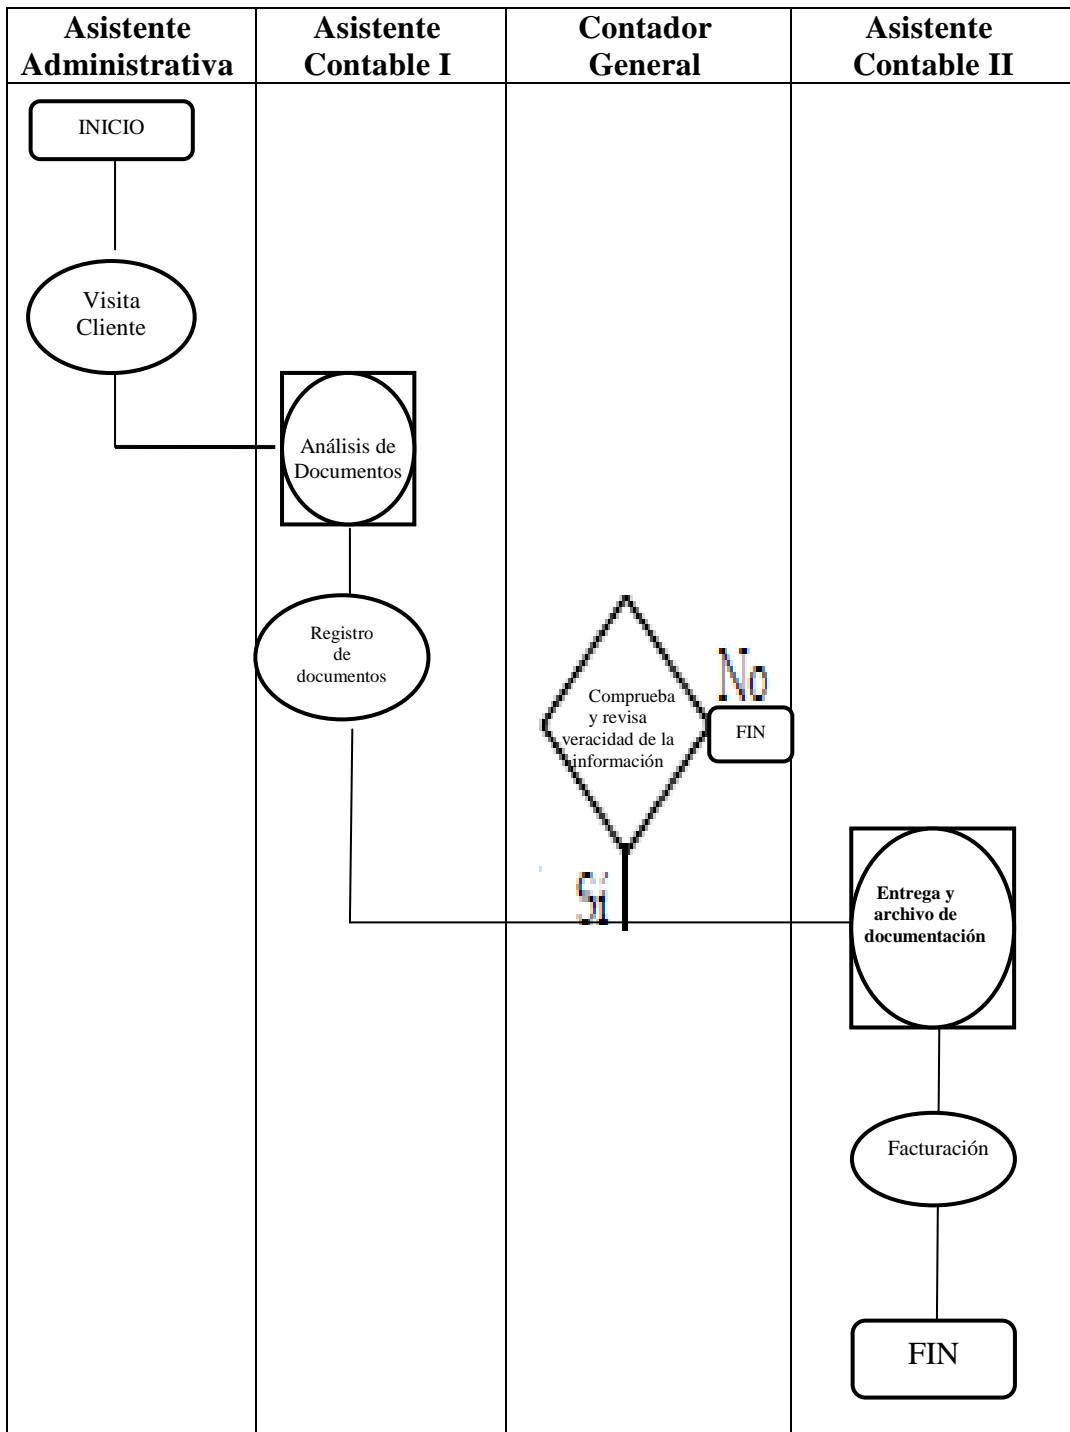 Asistente
Administrativa
Asistente
Contable I
Contador
General
Asistente
Contable II
INICIO
Visita
Cliente
Análisis de
Documentos
Registro
de
documentos
Comprueba
y revisa
veracidad de la
información
No
FIN
Sí
Entrega y
archivo de
documentación
Facturación
FIN